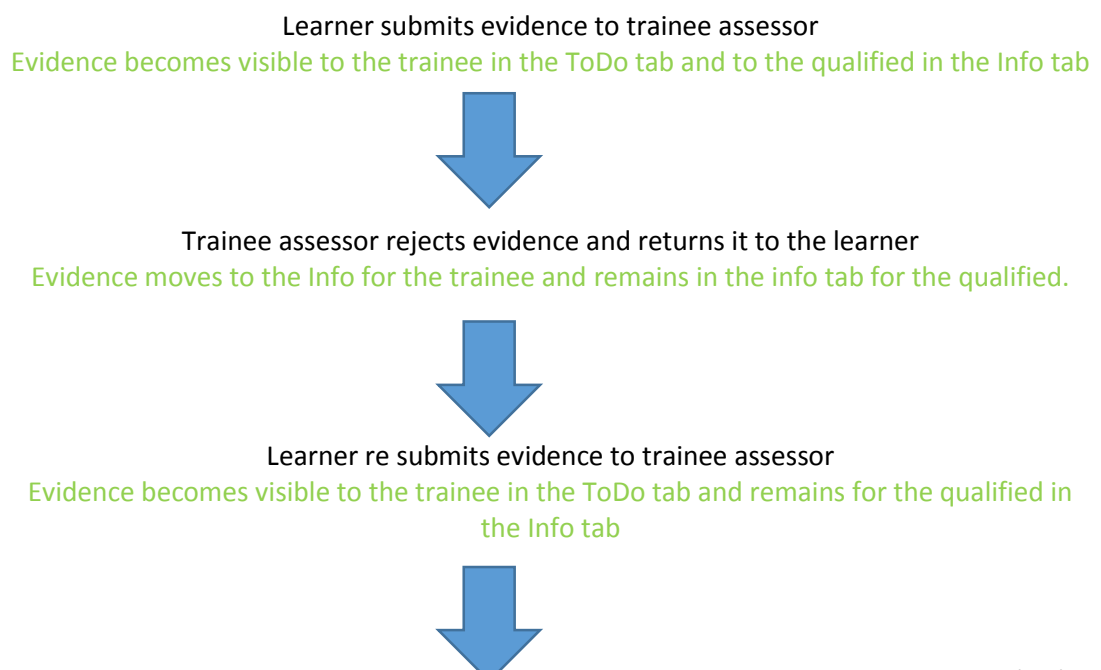 Learner submits evidence to trainee assessor
Evidence becomes visible to the trainee in the ToDo tab and to the qualified in the Info tab
Trainee assessor rejects evidence and returns it to the learner
Evidence moves to the Info for the trainee and remains in the info tab for the qualified.
Learner re submits evidence to trainee assessor
Evidence becomes visible to the trainee in the ToDo tab and remains for the qualified in
the Info tab